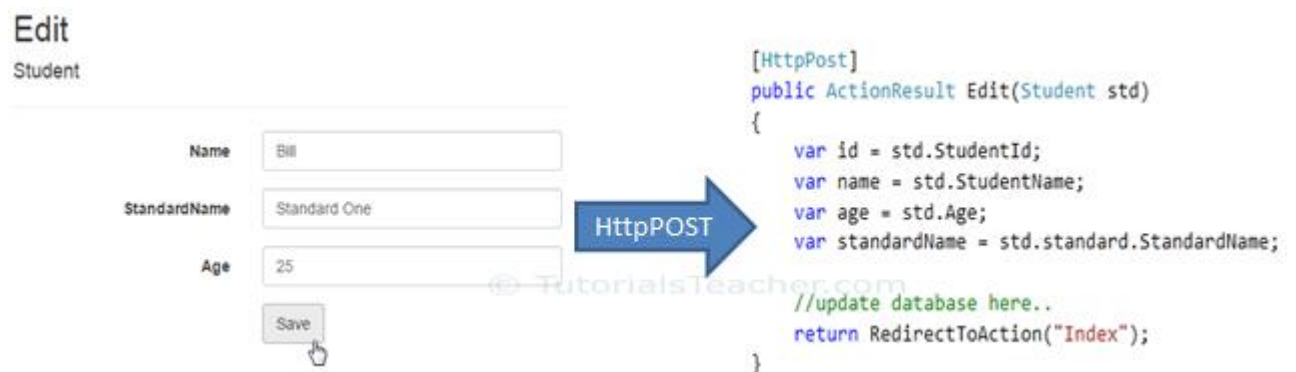 Edit
Student
Name
Bill
StandardName
Standard One
Age
25
Save
HttpPOST
[HttpPost]
public ActionResult Edit(Student std)
{
var id = std.StudentId;
var name = std.StudentName;
var age = std.Age;
var standardName = std.standard.StandardName;
//update database here..
return RedirectToAction("Index");
}
© TutorialsTeacher.com